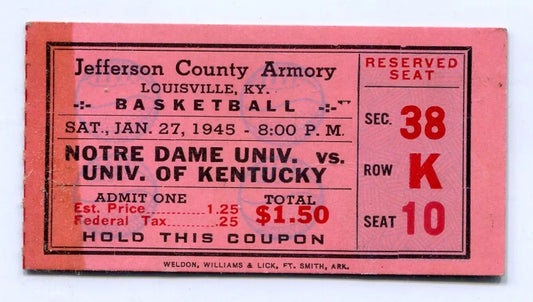 Jefferson County Armory
LOUISVILLE, KY.
-:- BASKETBALL -:-
SAT., JAN. 27, 1945 - 8:00 P. M.
NOTRE DAME UNIV. vs.
UNIV. OF KENTUCKY
ADMIT ONE TOTAL
Est. Price 1.25 $1.50
Federal Tax .25
HOLD THIS COUPON
RESERVED
SEAT
SEC. 38
ROW K
SEAT 10
WELDON, WILLIAMS & LICK, FT. SMITH, ARK.